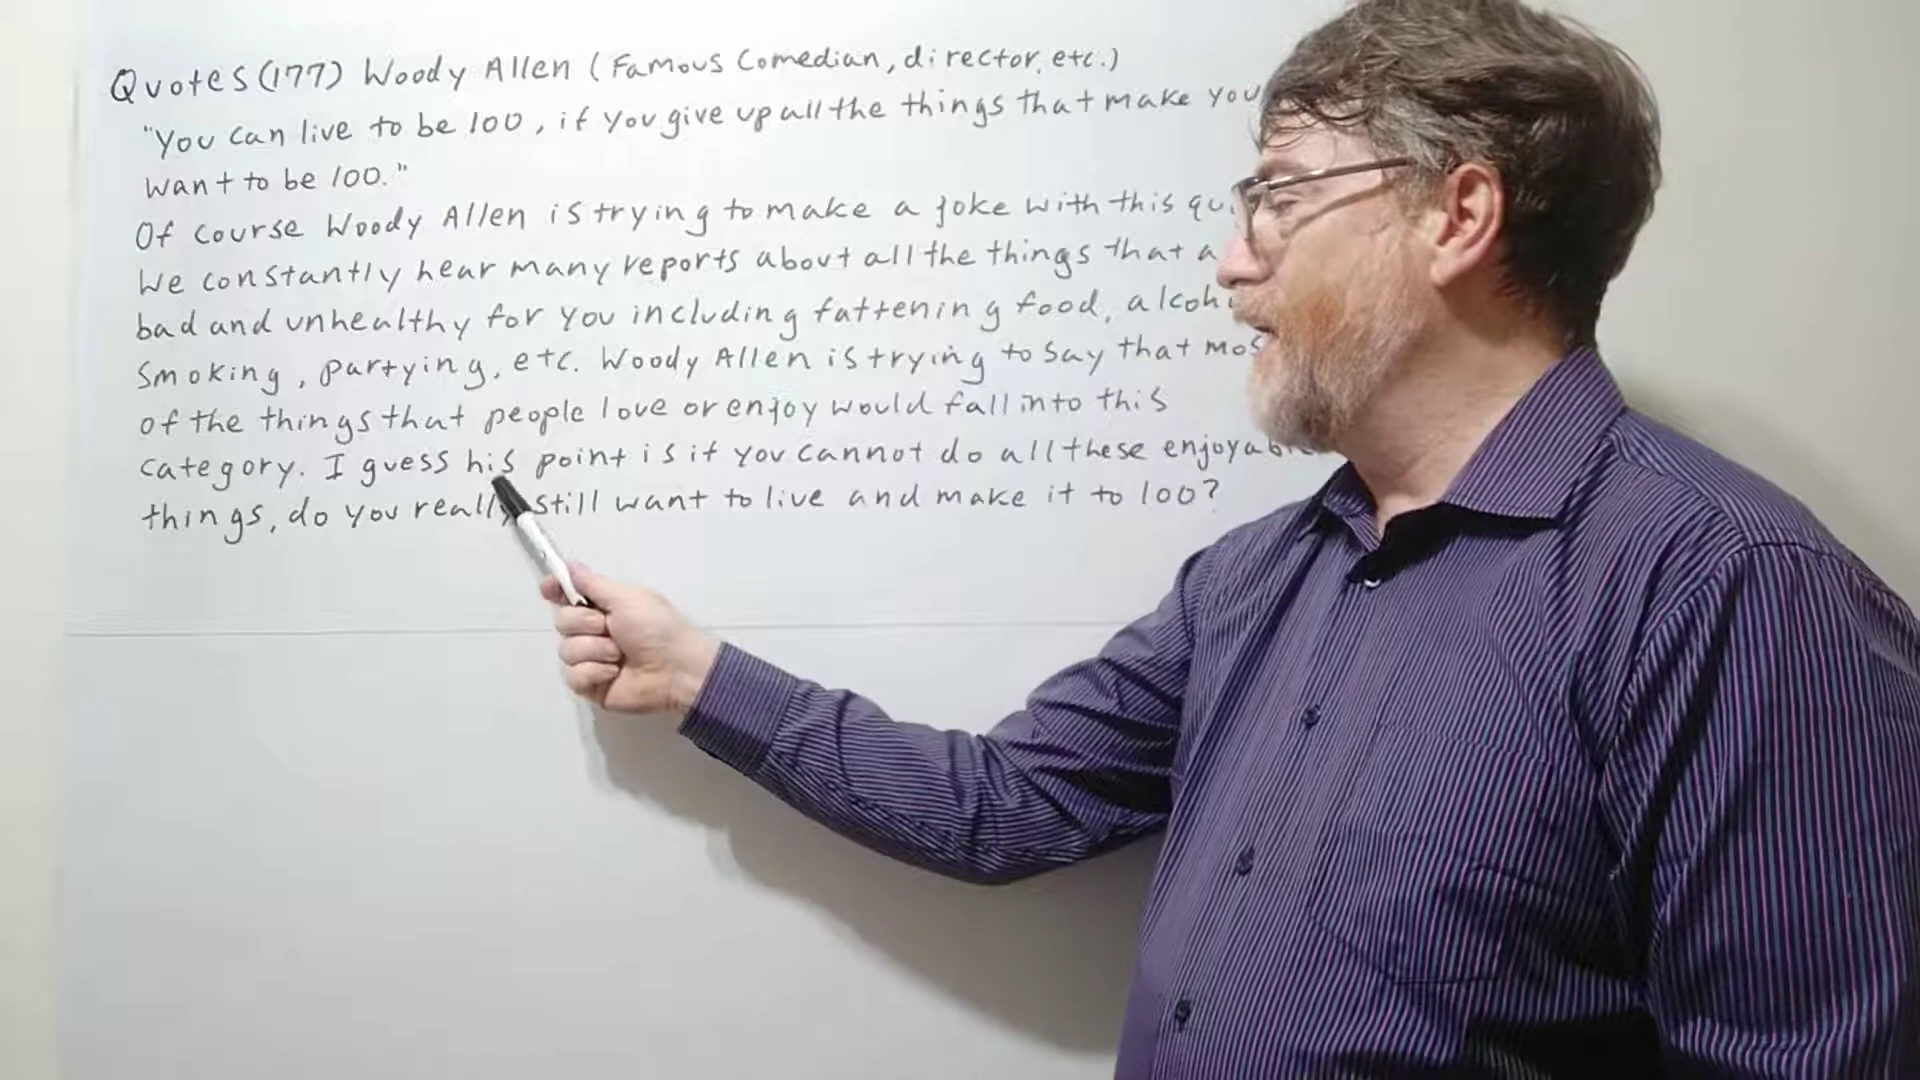 Quotes (177) Woody Allen (Famous Comedian, director, etc.)
"You can live to be 100, if you give up all the things that make you
want to be 100."
Of course Woody Allen is trying to make a joke with this
We constantly hear many reports about all the things that
bad and unhealthy for you including fattening food,
smoking, partying, etc. Woody Allen is trying to say that
of the things that people love or enjoy would fall into this
category. I guess his point is if you cannot do all these
things, do you really still want to live and make it to 100?